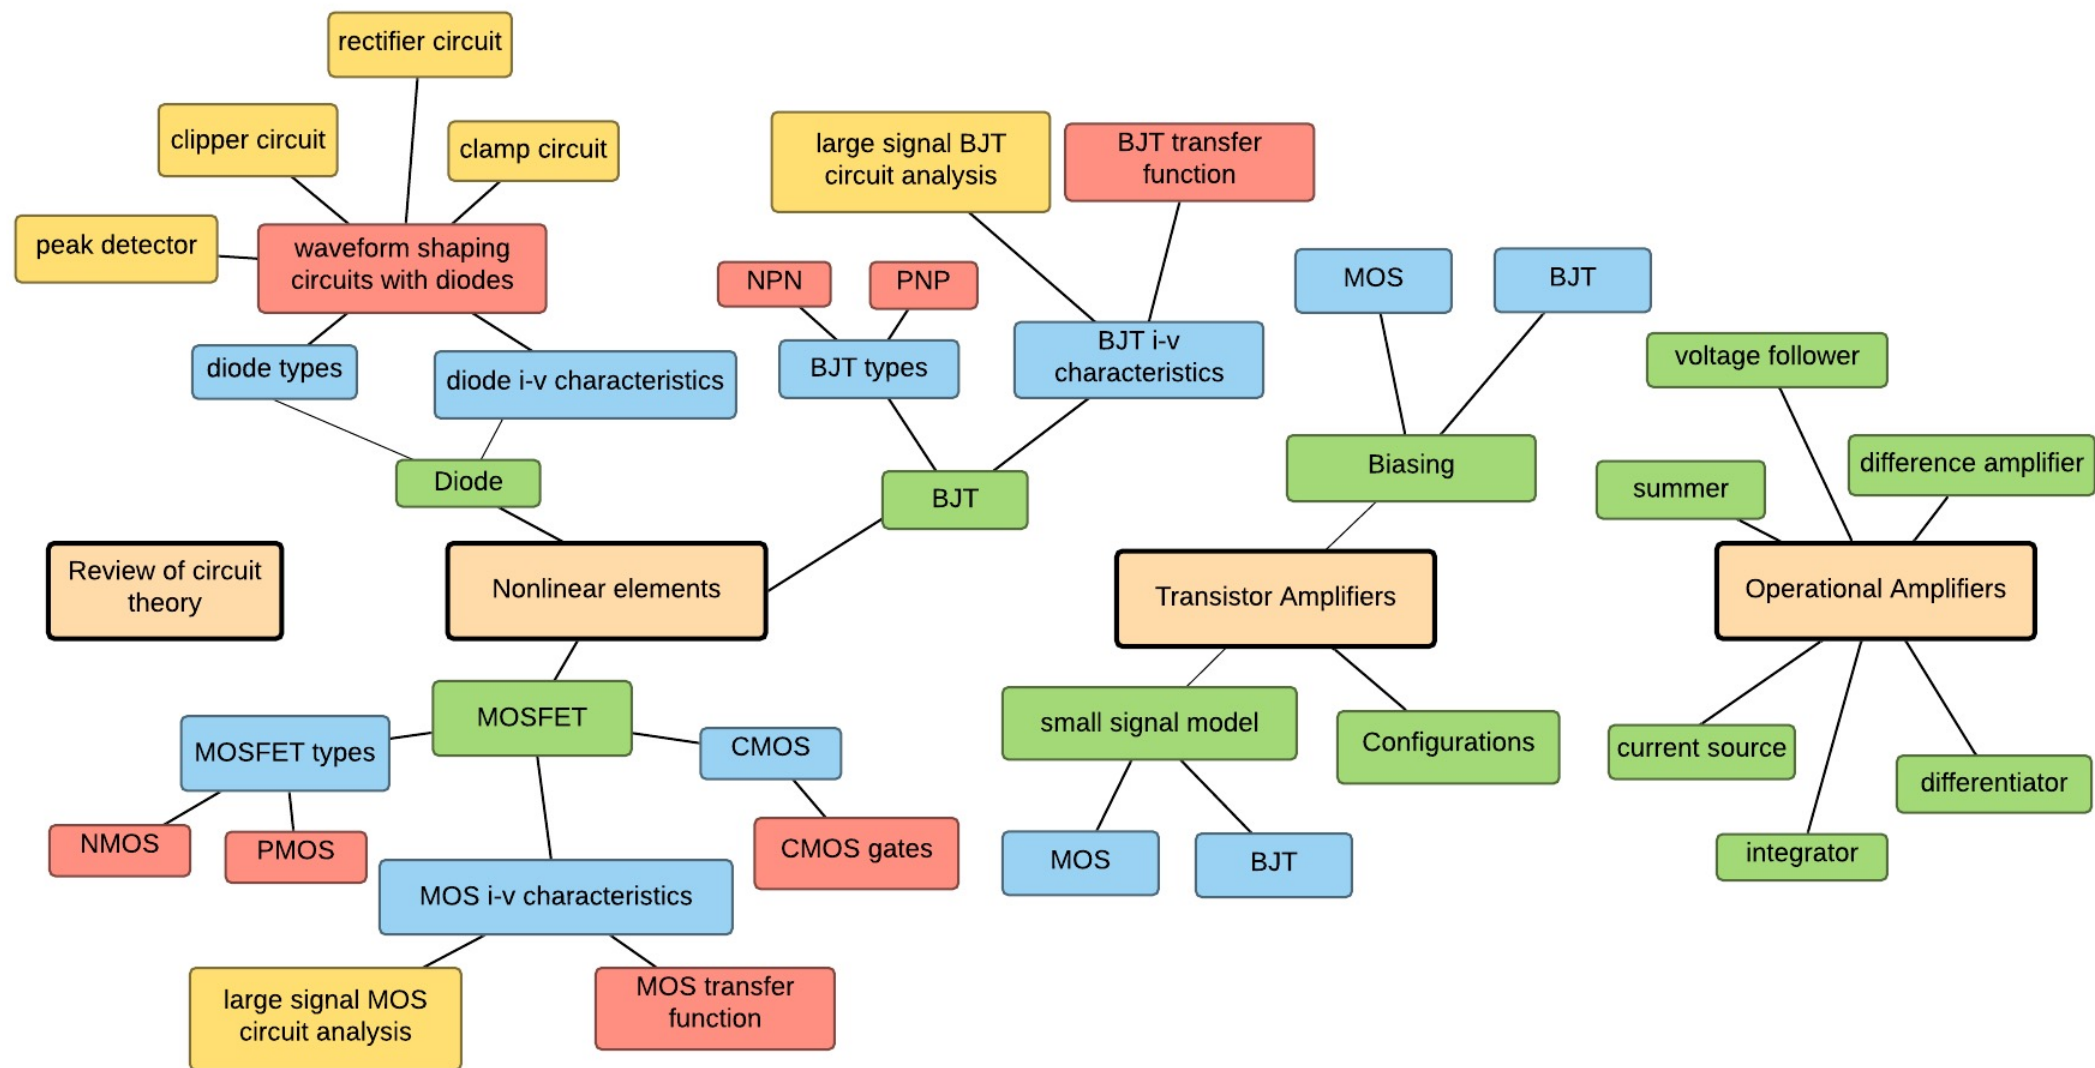 rectifier circuit
clipper circuit
clamp circuit
peak detector
waveform shaping
circuits with diodes
diode types
diode i-v characteristics
Diode
large signal BJT
circuit analysis
BJT transfer
function
NPN
PNP
BJT types
BJT i-v
characteristics
BJT
MOS
BJT
Biasing
voltage follower
summer
difference amplifier
Review of circuit
theory
Nonlinear elements
Transistor Amplifiers
Operational Amplifiers
MOSFET
MOSFET types
CMOS
NMOS
PMOS
CMOS gates
MOS i-v characteristics
large signal MOS
circuit analysis
MOS transfer
function
small signal model
Configurations
MOS
BJT
current source
differentiator
integrator